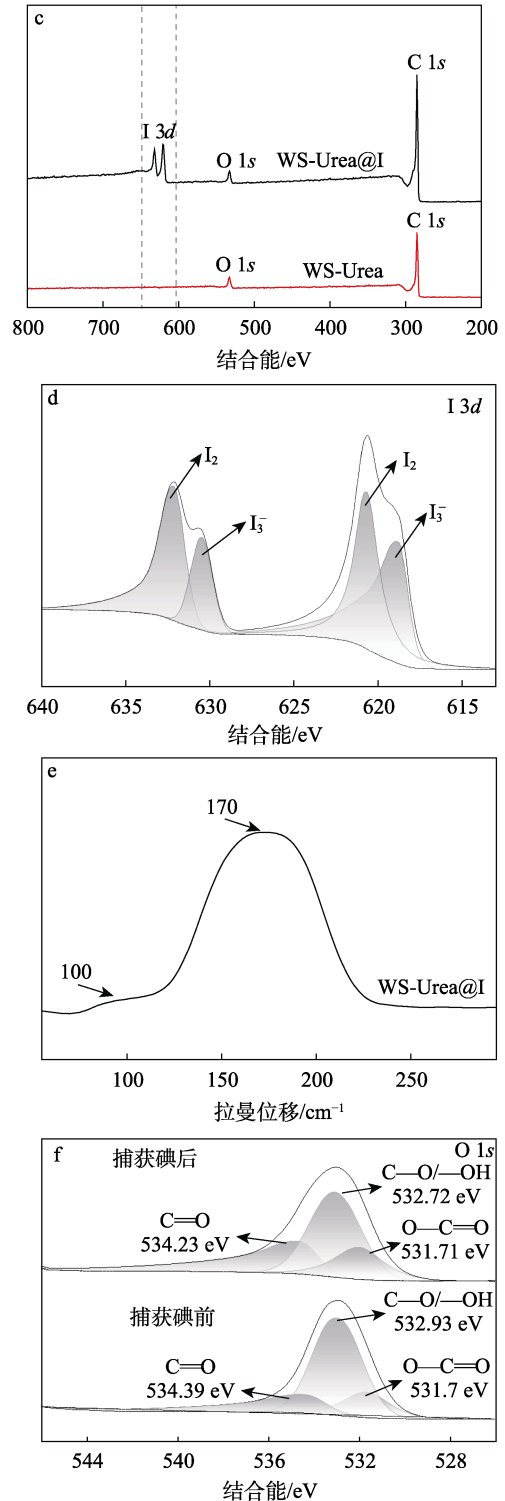 c
C 1s
I 3d
O 1s
WS-Urea@I
C 1s
O 1s
WS-Urea
800 700 600 500 400 300 200
结合能/eV
d
I 3d
I₂
I₂
I₃⁻
I₃⁻
640 635 630 625 620 615
结合能/eV
e
170
100
WS-Urea@I
100 150 200 250
拉曼位移/cm⁻¹
f
O 1s
捕获碘后
C—O/—OH
532.72 eV
C=O
534.23 eV
O—C=O
531.71 eV
捕获碘前
C—O/—OH
532.93 eV
C=O
534.39 eV
O—C=O
531.7 eV
544 540 536 532 528
结合能/eV